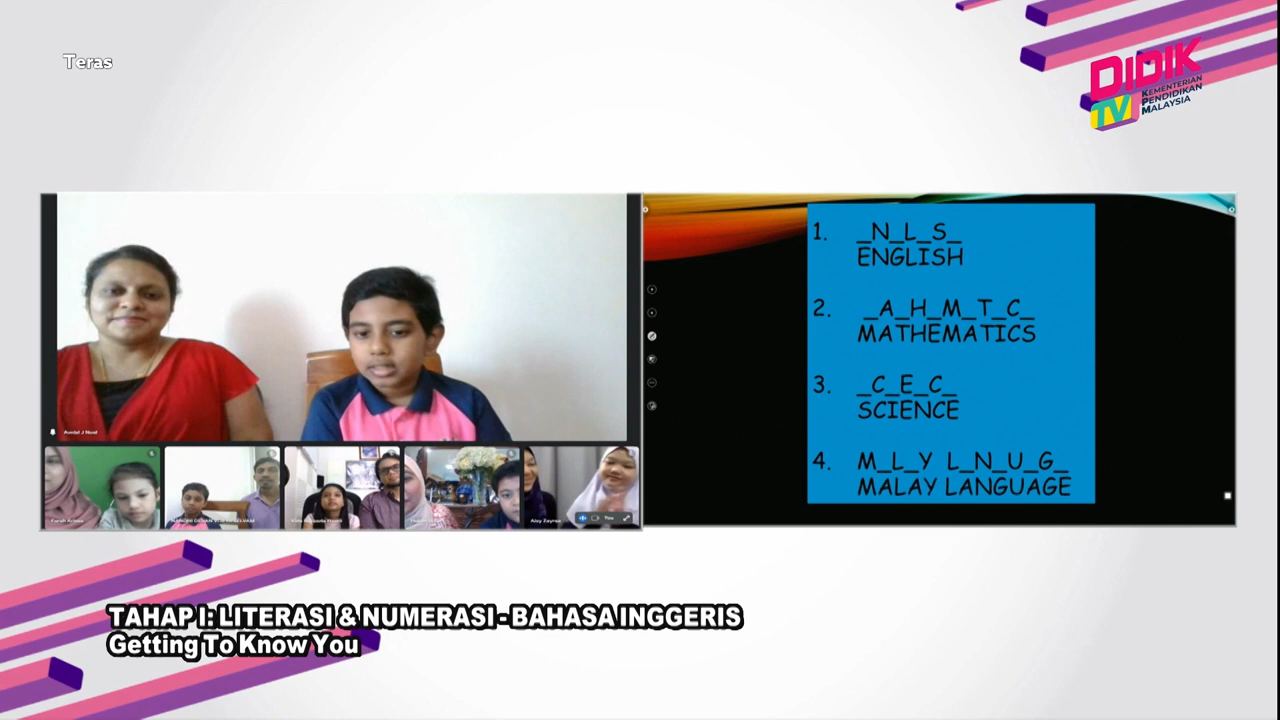 Teras
DIDIK
TV
KEMENTERIAN
PENDIDIKAN
MALAYSIA
1. _N_L_S_
ENGLISH
2. _A_H_M_T_C_
MATHEMATICS
3. _C_E_C_
SCIENCE
4. M_L_Y L_N_U_G_
MALAY LANGUAGE
You
TAHAP I: LITERASI & NUMERASI - BAHASA INGGERIS
Getting To Know You